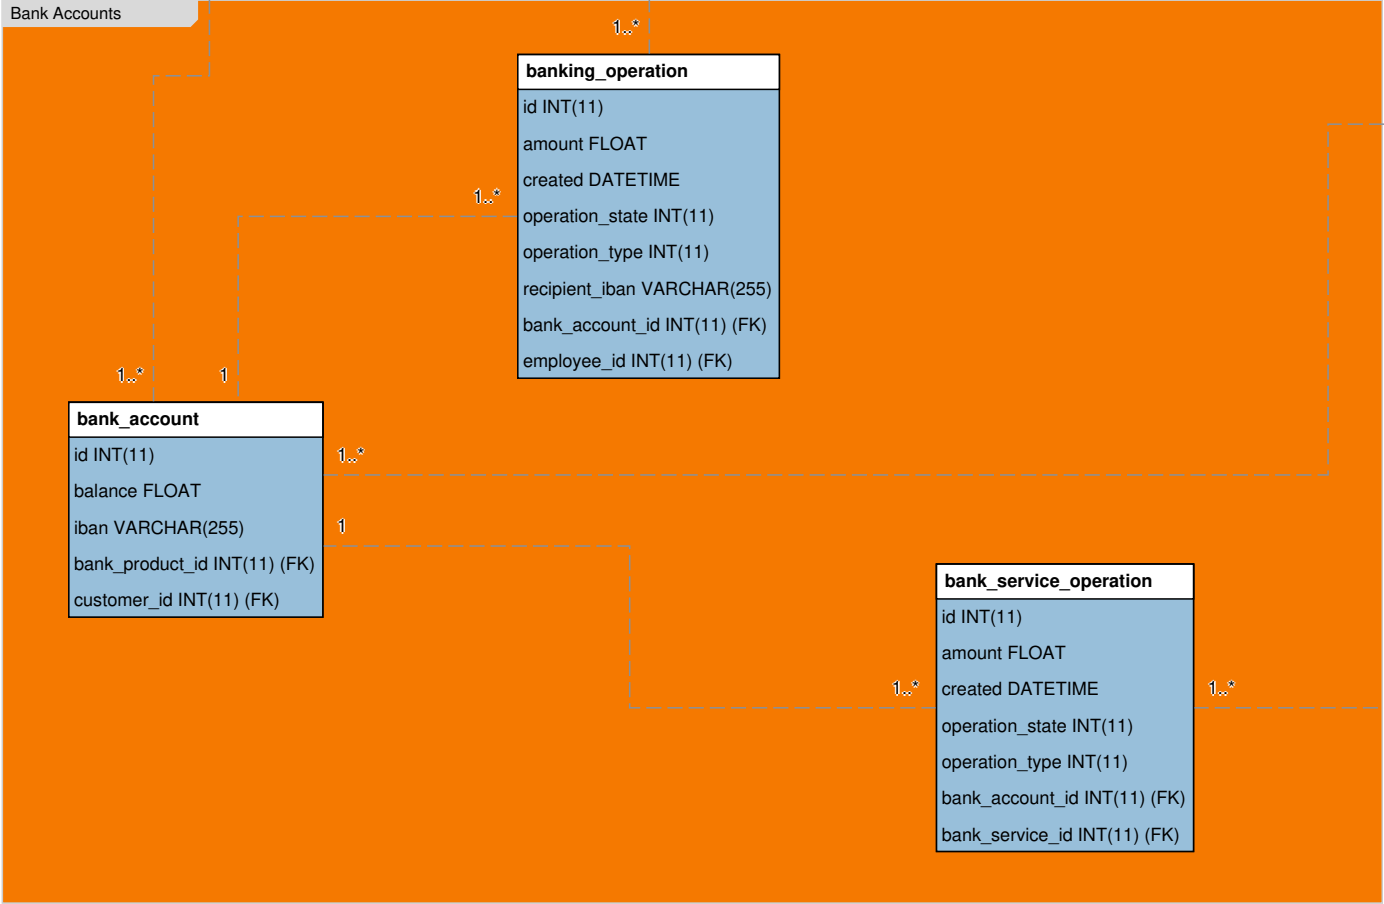 Bank Accounts
1..*
banking_operation
id INT(11)
amount FLOAT
created DATETIME
operation_state INT(11)
operation_type INT(11)
recipient_iban VARCHAR(255)
bank_account_id INT(11) (FK)
employee_id INT(11) (FK)
1..*
1..*
1
bank_account
id INT(11)
balance FLOAT
iban VARCHAR(255)
bank_product_id INT(11) (FK)
customer_id INT(11) (FK)
1..*
1
bank_service_operation
id INT(11)
amount FLOAT
created DATETIME
operation_state INT(11)
operation_type INT(11)
bank_account_id INT(11) (FK)
bank_service_id INT(11) (FK)
1..*
1..*